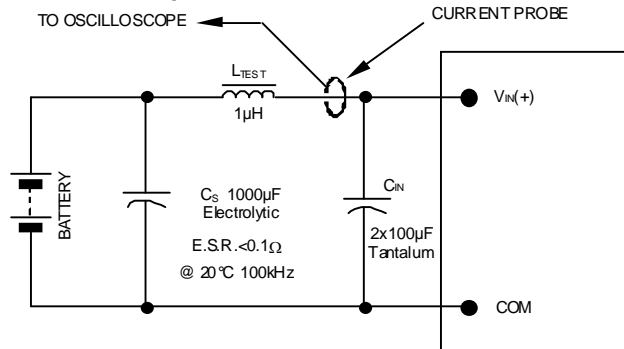 TO OSCILLOSCOPE
CURRENT PROBE
LTEST
1µH
VIN(+)
BATTERY
CS 1000µF
Electrolytic
E.S.R.<0.1Ω
@ 20°C 100kHz
CIN
2x100µF
Tantalum
COM